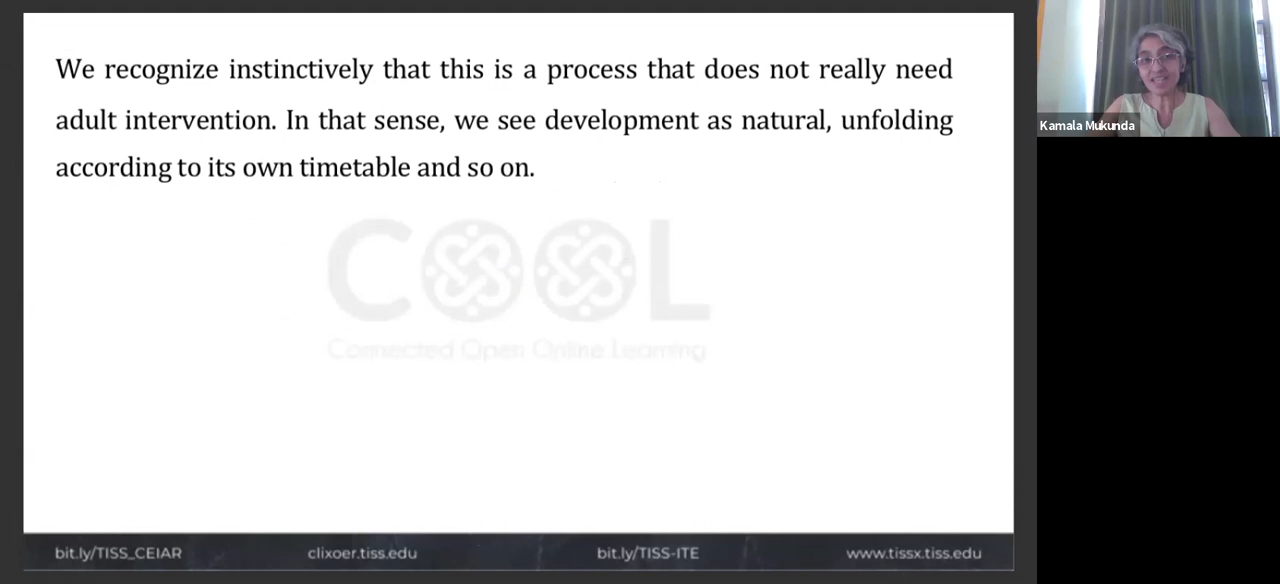 We recognize instinctively that this is a process that does not really need
adult intervention. In that sense, we see development as natural, unfolding
according to its own timetable and so on.
COOL
Connected Open Online Learning
bit.ly/TISS_CEIAR clixoer.tiss.edu bit.ly/TISS-ITE www.tissx.tiss.edu
Kamala Mukunda